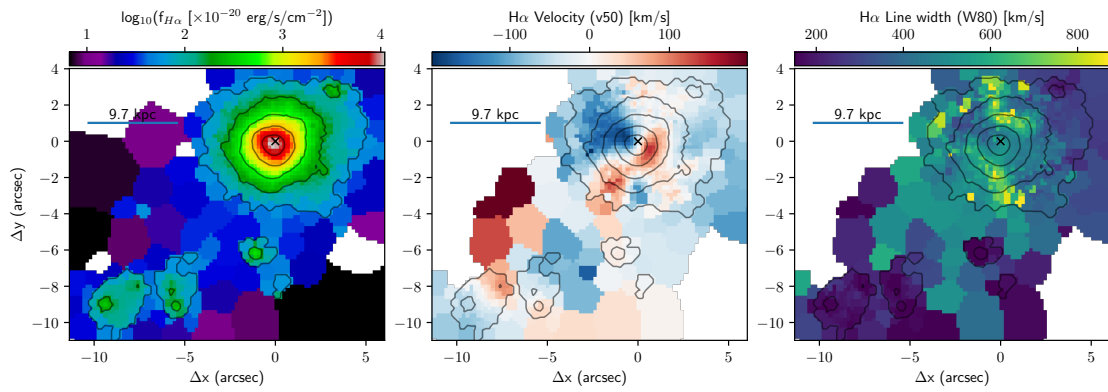 log₁₀(f_Hα [×10⁻²⁰ erg/s/cm⁻²])
1 2 3 4
9.7 kpc
4
2
0
−2
−4
−6
−8
−10
Δy (arcsec)
−10 −5 0 5
Δx (arcsec)
Hα Velocity (v50) [km/s]
−100 0 100
9.7 kpc
4
2
0
−2
−4
−6
−8
−10
−10 −5 0 5
Δx (arcsec)
Hα Line width (W80) [km/s]
200 400 600 800
9.7 kpc
4
2
0
−2
−4
−6
−8
−10
−10 −5 0 5
Δx (arcsec)